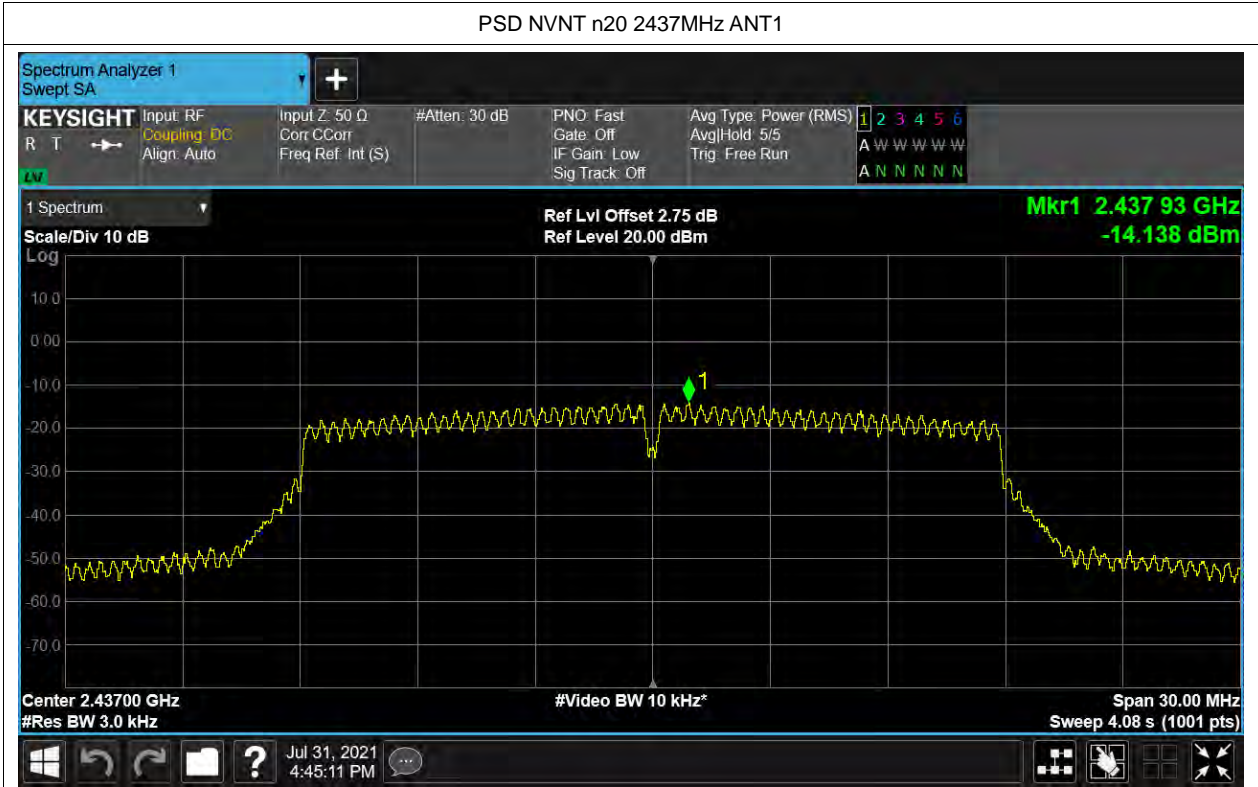 PSD NVNT n20 2437MHz ANT1
Spectrum Analyzer 1
Swept SA
+
KEYSIGHT
R T
LXI
Input: RF
Coupling: DC
Align: Auto
Input Z: 50 Ω
Corr CCorr
Freq Ref: Int (S)
#Atten: 30 dB
PNO: Fast
Gate: Off
IF Gain: Low
Sig Track: Off
Avg Type: Power (RMS)
Avg|Hold: 5/5
Trig: Free Run
1 2 3 4 5 6
A W W W W W
A N N N N N
1 Spectrum
Scale/Div 10 dB
Ref Lvl Offset 2.75 dB
Ref Level 20.00 dBm
Mkr1 2.437 93 GHz
-14.138 dBm
Log
10.0
0.00
-10.0
-20.0
-30.0
-40.0
-50.0
-60.0
-70.0
1
Center 2.43700 GHz
#Video BW 10 kHz*
Span 30.00 MHz
#Res BW 3.0 kHz
Sweep 4.08 s (1001 pts)
?
Jul 31, 2021
4:45:11 PM